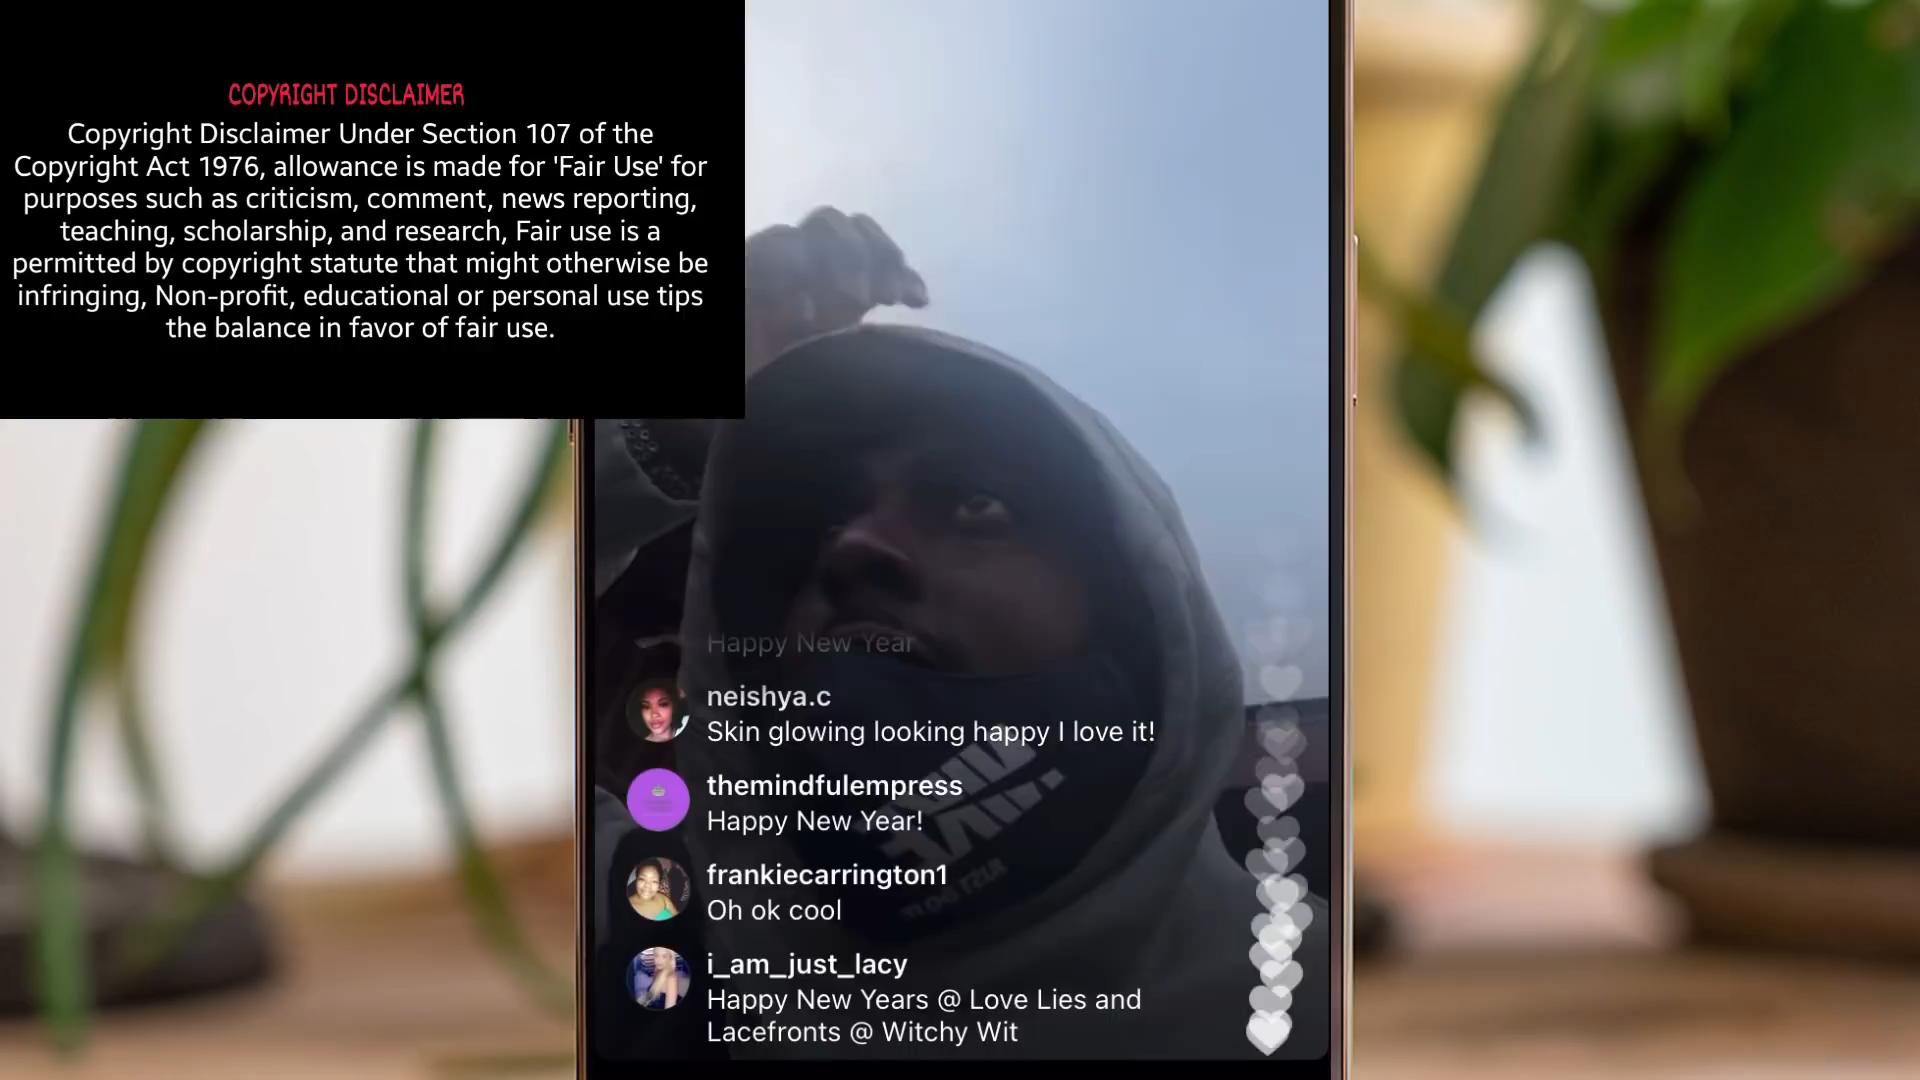 COPYRIGHT DISCLAIMER
Copyright Disclaimer Under Section 107 of the
Copyright Act 1976, allowance is made for 'Fair Use' for
purposes such as criticism, comment, news reporting,
teaching, scholarship, and research, Fair use is a
permitted by copyright statute that might otherwise be
infringing, Non-profit, educational or personal use tips
the balance in favor of fair use.
Happy New Year
neishya.c
Skin glowing looking happy I love it!
themindfulempress
Happy New Year!
frankiecarrington1
Oh ok cool
i_am_just_lacy
Happy New Years @ Love Lies and
Lacefronts @ Witchy Wit